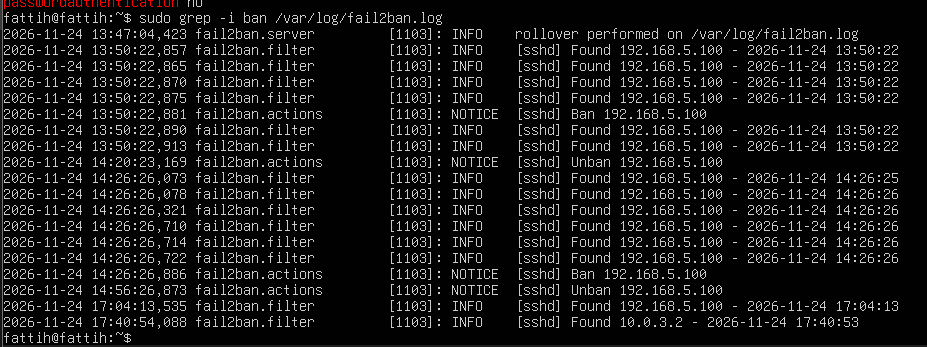 passwordauthentication no
fattih@fattih:~$ sudo grep -i ban /var/log/fail2ban.log
2026-11-24 13:47:04,423 fail2ban.server [1103]: INFO rollover performed on /var/log/fail2ban.log
2026-11-24 13:50:22,857 fail2ban.filter [1103]: INFO [sshd] Found 192.168.5.100 - 2026-11-24 13:50:22
2026-11-24 13:50:22,865 fail2ban.filter [1103]: INFO [sshd] Found 192.168.5.100 - 2026-11-24 13:50:22
2026-11-24 13:50:22,870 fail2ban.filter [1103]: INFO [sshd] Found 192.168.5.100 - 2026-11-24 13:50:22
2026-11-24 13:50:22,875 fail2ban.filter [1103]: INFO [sshd] Found 192.168.5.100 - 2026-11-24 13:50:22
2026-11-24 13:50:22,881 fail2ban.actions [1103]: NOTICE [sshd] Ban 192.168.5.100
2026-11-24 13:50:22,890 fail2ban.filter [1103]: INFO [sshd] Found 192.168.5.100 - 2026-11-24 13:50:22
2026-11-24 13:50:22,913 fail2ban.filter [1103]: INFO [sshd] Found 192.168.5.100 - 2026-11-24 13:50:22
2026-11-24 14:20:23,169 fail2ban.actions [1103]: NOTICE [sshd] Unban 192.168.5.100
2026-11-24 14:26:26,073 fail2ban.filter [1103]: INFO [sshd] Found 192.168.5.100 - 2026-11-24 14:26:25
2026-11-24 14:26:26,078 fail2ban.filter [1103]: INFO [sshd] Found 192.168.5.100 - 2026-11-24 14:26:26
2026-11-24 14:26:26,321 fail2ban.filter [1103]: INFO [sshd] Found 192.168.5.100 - 2026-11-24 14:26:26
2026-11-24 14:26:26,710 fail2ban.filter [1103]: INFO [sshd] Found 192.168.5.100 - 2026-11-24 14:26:26
2026-11-24 14:26:26,714 fail2ban.filter [1103]: INFO [sshd] Found 192.168.5.100 - 2026-11-24 14:26:26
2026-11-24 14:26:26,722 fail2ban.filter [1103]: INFO [sshd] Found 192.168.5.100 - 2026-11-24 14:26:26
2026-11-24 14:26:26,886 fail2ban.actions [1103]: NOTICE [sshd] Ban 192.168.5.100
2026-11-24 14:56:26,873 fail2ban.actions [1103]: NOTICE [sshd] Unban 192.168.5.100
2026-11-24 17:04:13,535 fail2ban.filter [1103]: INFO [sshd] Found 192.168.5.100 - 2026-11-24 17:04:13
2026-11-24 17:40:54,088 fail2ban.filter [1103]: INFO [sshd] Found 10.0.3.2 - 2026-11-24 17:40:53
fattih@fattih:~$